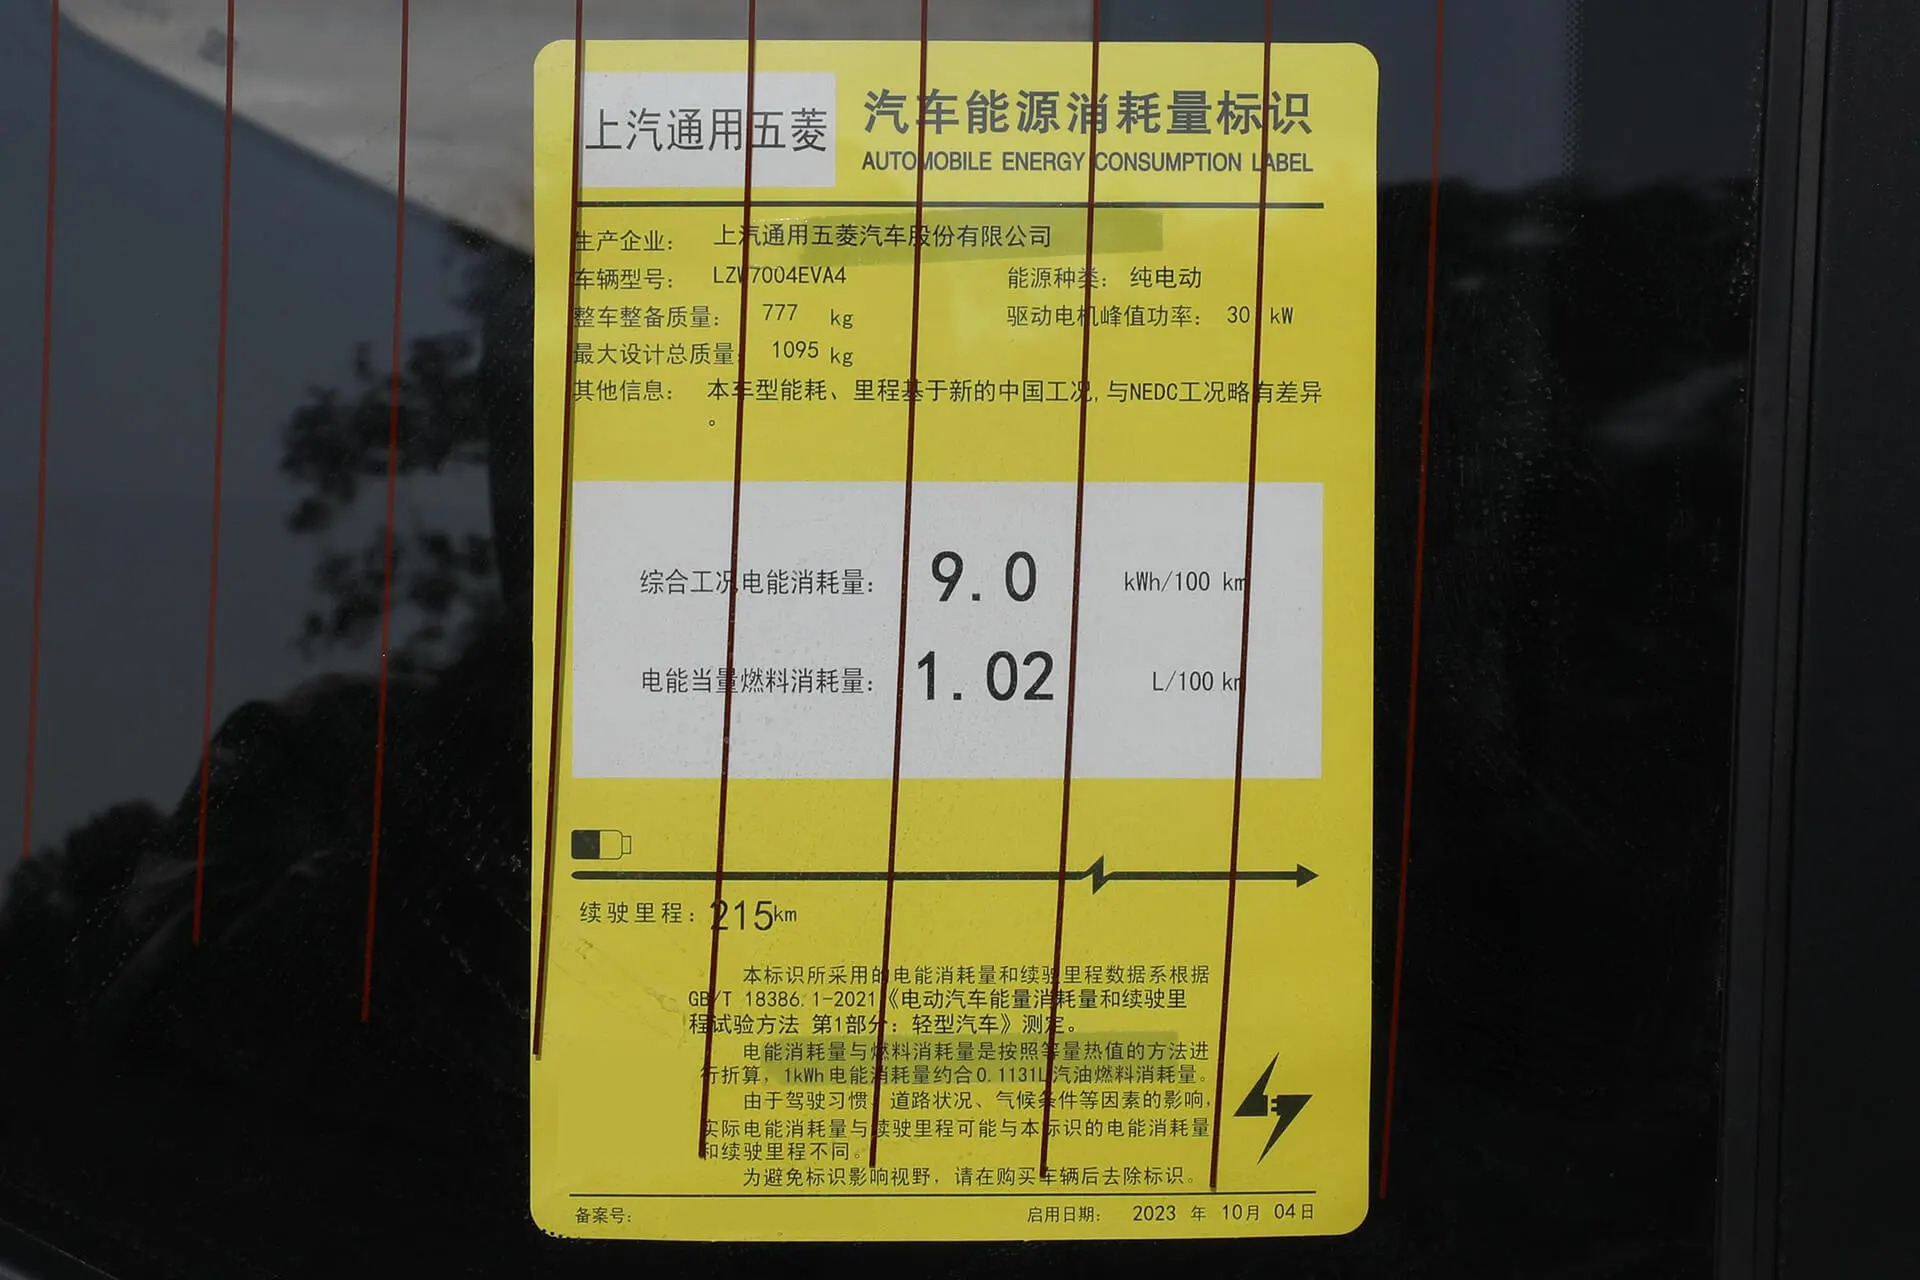 上汽通用五菱
汽车能源消耗量标识
AUTOMOBILE ENERGY CONSUMPTION LABEL
生产企业: 上汽通用五菱汽车股份有限公司
车辆型号: LZW7004EVA4 能源种类: 纯电动
整车整备质量: 777 kg 驱动电机峰值功率: 30 kW
最大设计总质量: 1095 kg
其他信息: 本车型能耗、里程基于新的中国工况,与NEDC工况略有差异
。
综合工况电能消耗量: 9.0 kWh/100 km
电能当量燃料消耗量: 1.02 L/100 km
续驶里程: 215km
本标识所采用的电能消耗量和续驶里程数据系根据
GB/T 18386.1-2021《电动汽车能量消耗量和续驶里
程试验方法 第1部分: 轻型汽车》测定。
电能消耗量与燃料消耗量是按照等量热值的方法进
行折算, 1kWh电能消耗量约合0.1131L汽油燃料消耗量。
由于驾驶习惯、道路状况、气候条件等因素的影响,
实际电能消耗量与续驶里程可能与本标识的电能消耗量
和续驶里程不同。
为避免标识影响视野, 请在购买车辆后去除标识。
备案号: 启用日期: 2023 年 10月 04日